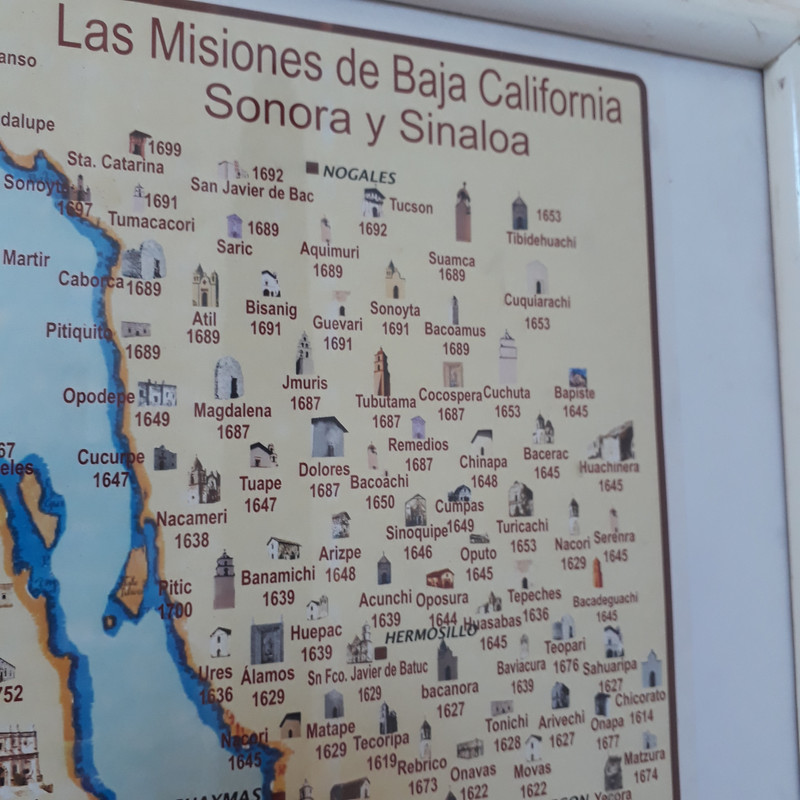 Las Misiones de Baja California
Sonora y Sinaloa
anso
dalupe
1699
Sta. Catarina
1692
San Javier de Bac
NOGALES
Sonoyta
1697
1691
Tumacacori
Tucson
1692
1653
Tibidehuachi
1689
Saric
Aquimuri
1689
Suamca
1689
Martir
Caborca
1689
Atil
1689
Bisanig
1691
Guevari
1691
Sonoyta
1691
Bacoamus
1689
Cuquiarachi
1653
Pitiquito
1689
Jmuris
1687
Tubutama
1687
Cocospera
1687
Cuchuta
1653
Bapiste
1645
Opodepe
1649
Magdalena
1687
Remedios
1687
Chinapa
1648
Bacerac
1645
Huachinera
1645
67
eles
Cucurpe
1647
Tuape
1647
Dolores
1687
Bacoachi
1650
Nacameri
1638
Cumpas
1649
Sinoquipe
1646
Turicachi
1653
Nacori
1629
Serenra
1645
Arizpe
1648
Oputo
1645
Banamichi
1639
Pitic
1700
Acunchi
1639
Oposura
1644
Tepeches
1636
Huasabas
1645
Bacadeguachi
1645
Huepac
1639
HERMOSILLO
Ures
1636
Álamos
1629
Sn Fco. Javier de Batuc
1629
bacanora
1627
Baviacura
1639
Teopari
1676
Sahuaripa
1627
Chicorato
1614
752
Nacori
1645
Matape
1629
Tecoripa
1619
Rebrico
1673
Onavas
1622
Tonichi
1628
Movas
1622
Arivechi
1627
Onapa
1677
Matzura
1674
UAYMAS
Yecora